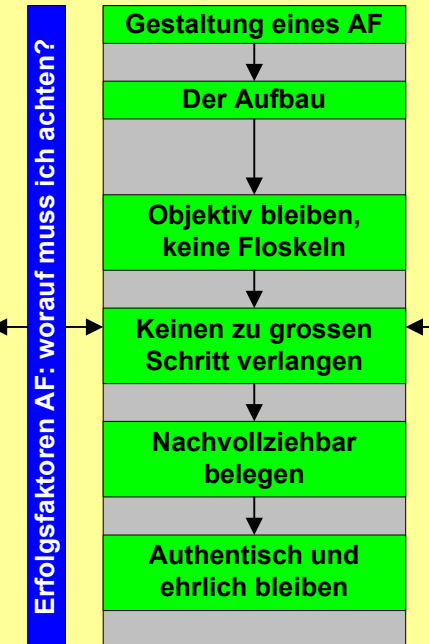 Erfolgsfaktoren AF: worauf muss ich achten?
Gestaltung eines AF
Der Aufbau
Objektiv bleiben,
keine Floskeln
Keinen zu grossen
Schritt verlangen
Nachvollziehbar
belegen
Authentisch und
ehrlich bleiben